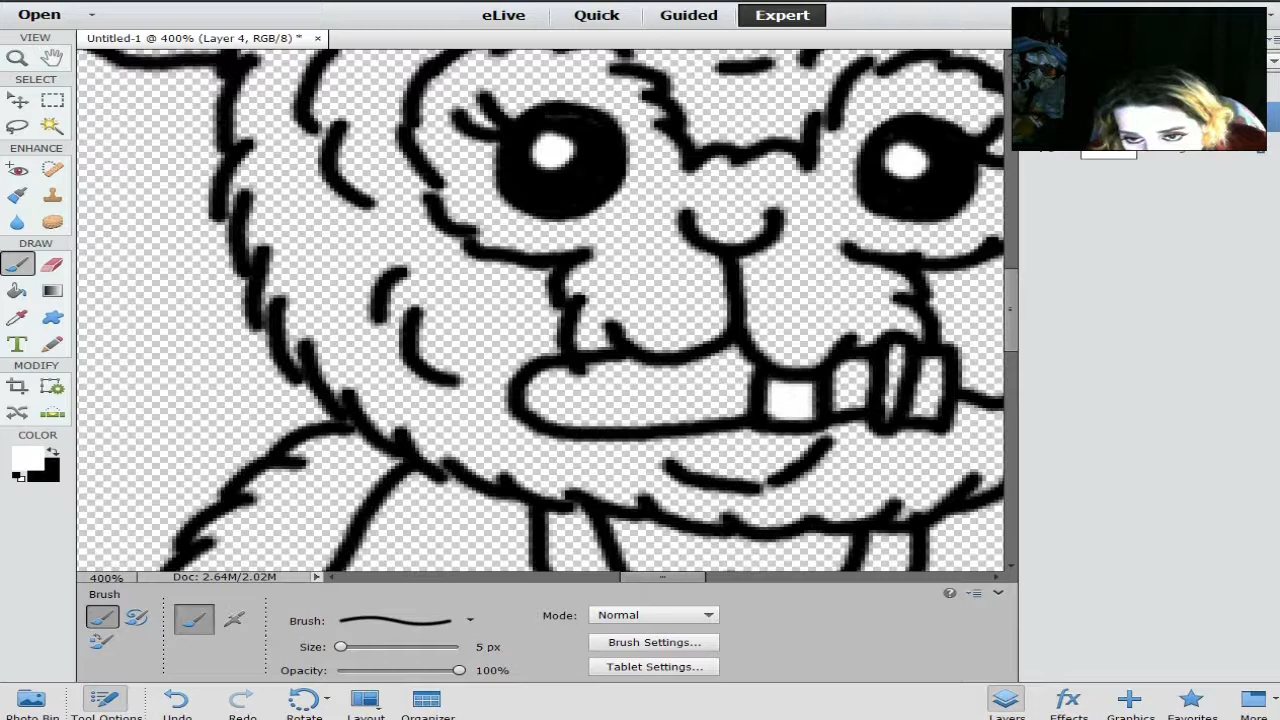 Open eLive Quick Guided Expert
VIEW Untitled-1 @ 400% (Layer 4, RGB/8) * ×
SELECT
ENHANCE
DRAW
T
MODIFY
COLOR
400% Doc: 2.64M/2.02M
Brush
Brush: Mode: Normal
Size: 5 px Brush Settings...
Opacity: 100% Tablet Settings...
Photo Bin Tool Options Undo Redo Rotate Layout Organizer Layers Effects Graphics Favorites More